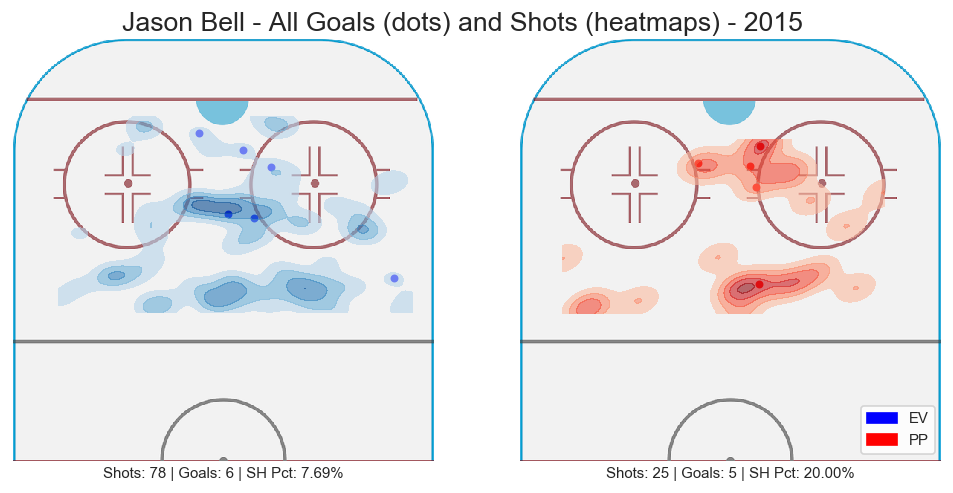 Jason Bell - All Goals (dots) and Shots (heatmaps) - 2015
EV
PP
Shots: 78 | Goals: 6 | SH Pct: 7.69%
Shots: 25 | Goals: 5 | SH Pct: 20.00%